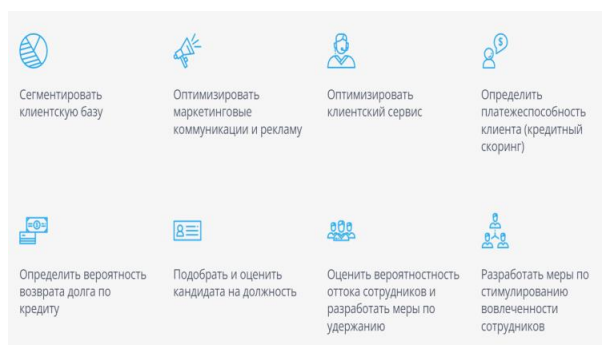 Сегментировать
клиентскую базу
Оптимизировать
маркетинговые
коммуникации и рекламу
Оптимизировать
клиентский сервис
Определить
платежеспособность
клиента (кредитный
скоринг)
Определить вероятность
возврата долга по
кредиту
Подобрать и оценить
кандидата на должность
Оценить вероятностность
оттока сотрудников и
разработать меры по
удержанию
Разработать меры по
стимулированию
вовлеченности
сотрудников